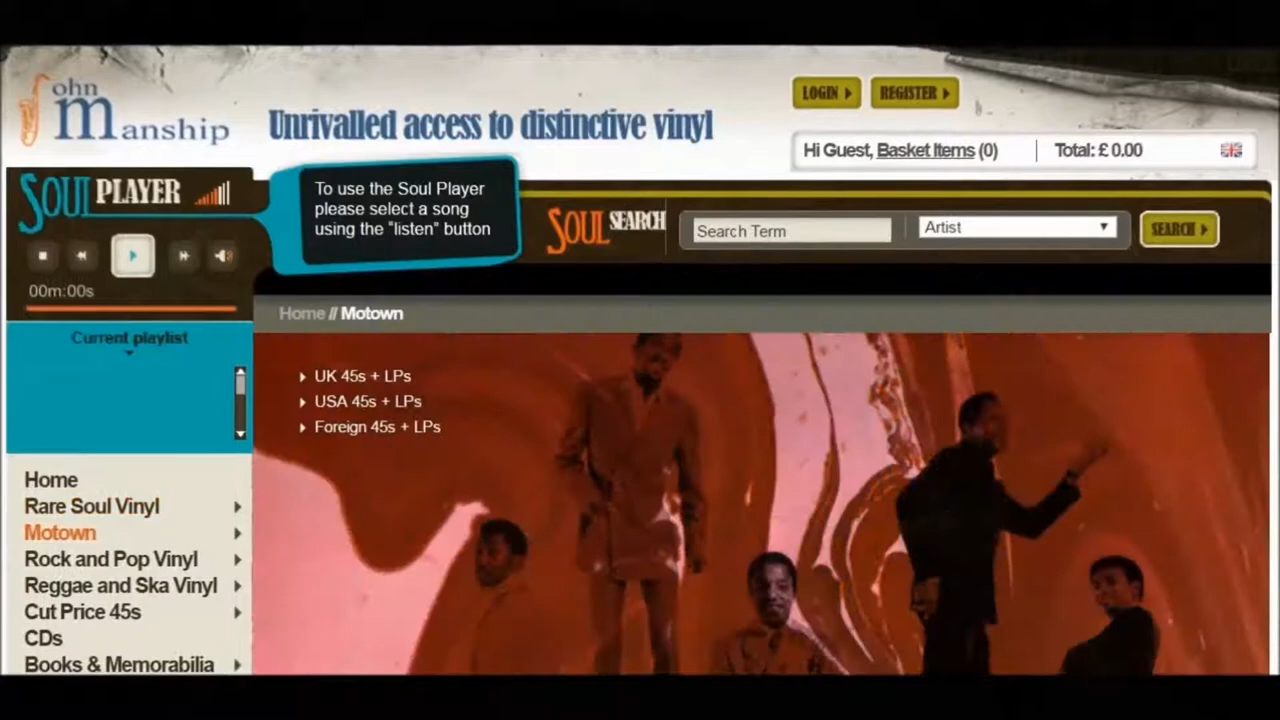 John
Manship
Unrivalled access to distinctive vinyl
LOGIN
REGISTER
Hi Guest, Basket Items (0)
Total: £ 0.00
SOUL PLAYER
To use the Soul Player
please select a song
using the "listen" button
SOUL SEARCH
Search Term
Artist
SEARCH
00m:00s
Current playlist
Home // Motown
UK 45s + LPs
USA 45s + LPs
Foreign 45s + LPs
Home
Rare Soul Vinyl
Motown
Rock and Pop Vinyl
Reggae and Ska Vinyl
Cut Price 45s
CDs
Books & Memorabilia